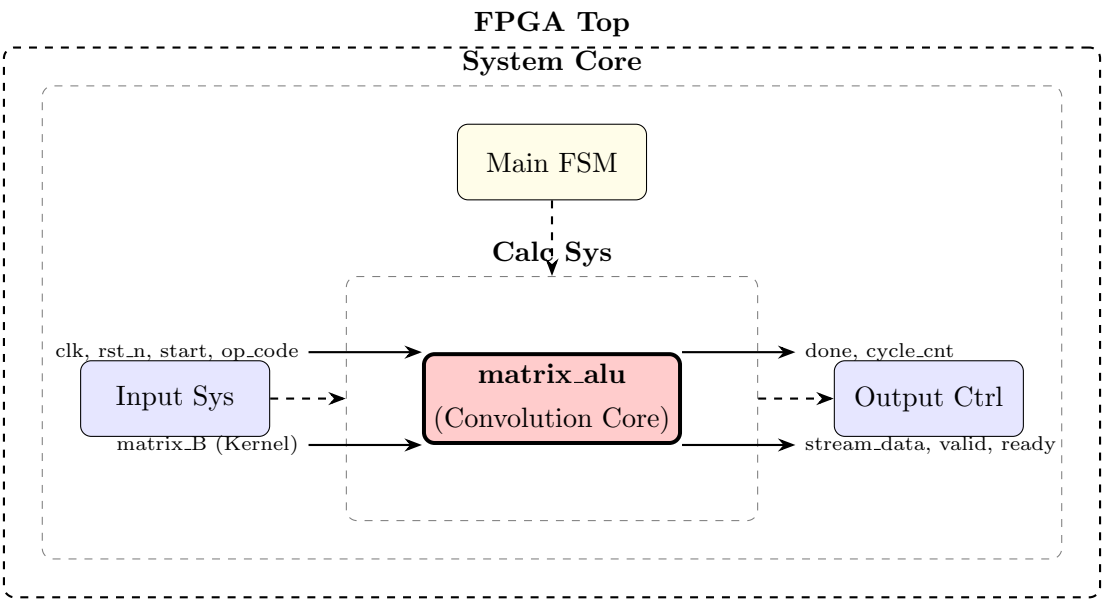 FPGA Top
System Core
Main FSM
Calc Sys
clk, rst_n, start, op_code
done, cycle_cnt
matrix_alu
(Convolution Core)
Input Sys
Output Ctrl
matrix_B (Kernel)
stream_data, valid, ready